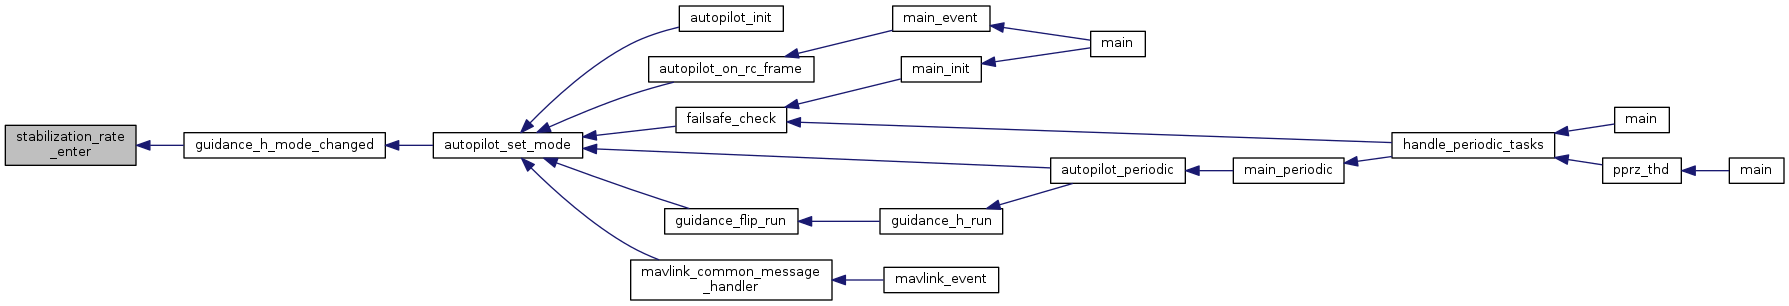 stabilization_rate
_enter
guidance_h_mode_changed
autopilot_set_mode
autopilot_init
autopilot_on_rc_frame
failsafe_check
autopilot_periodic
guidance_flip_run
mavlink_common_message
_handler
main_event
main_init
main
guidance_h_run
mavlink_event
main_periodic
handle_periodic_tasks
main
pprz_thd
main